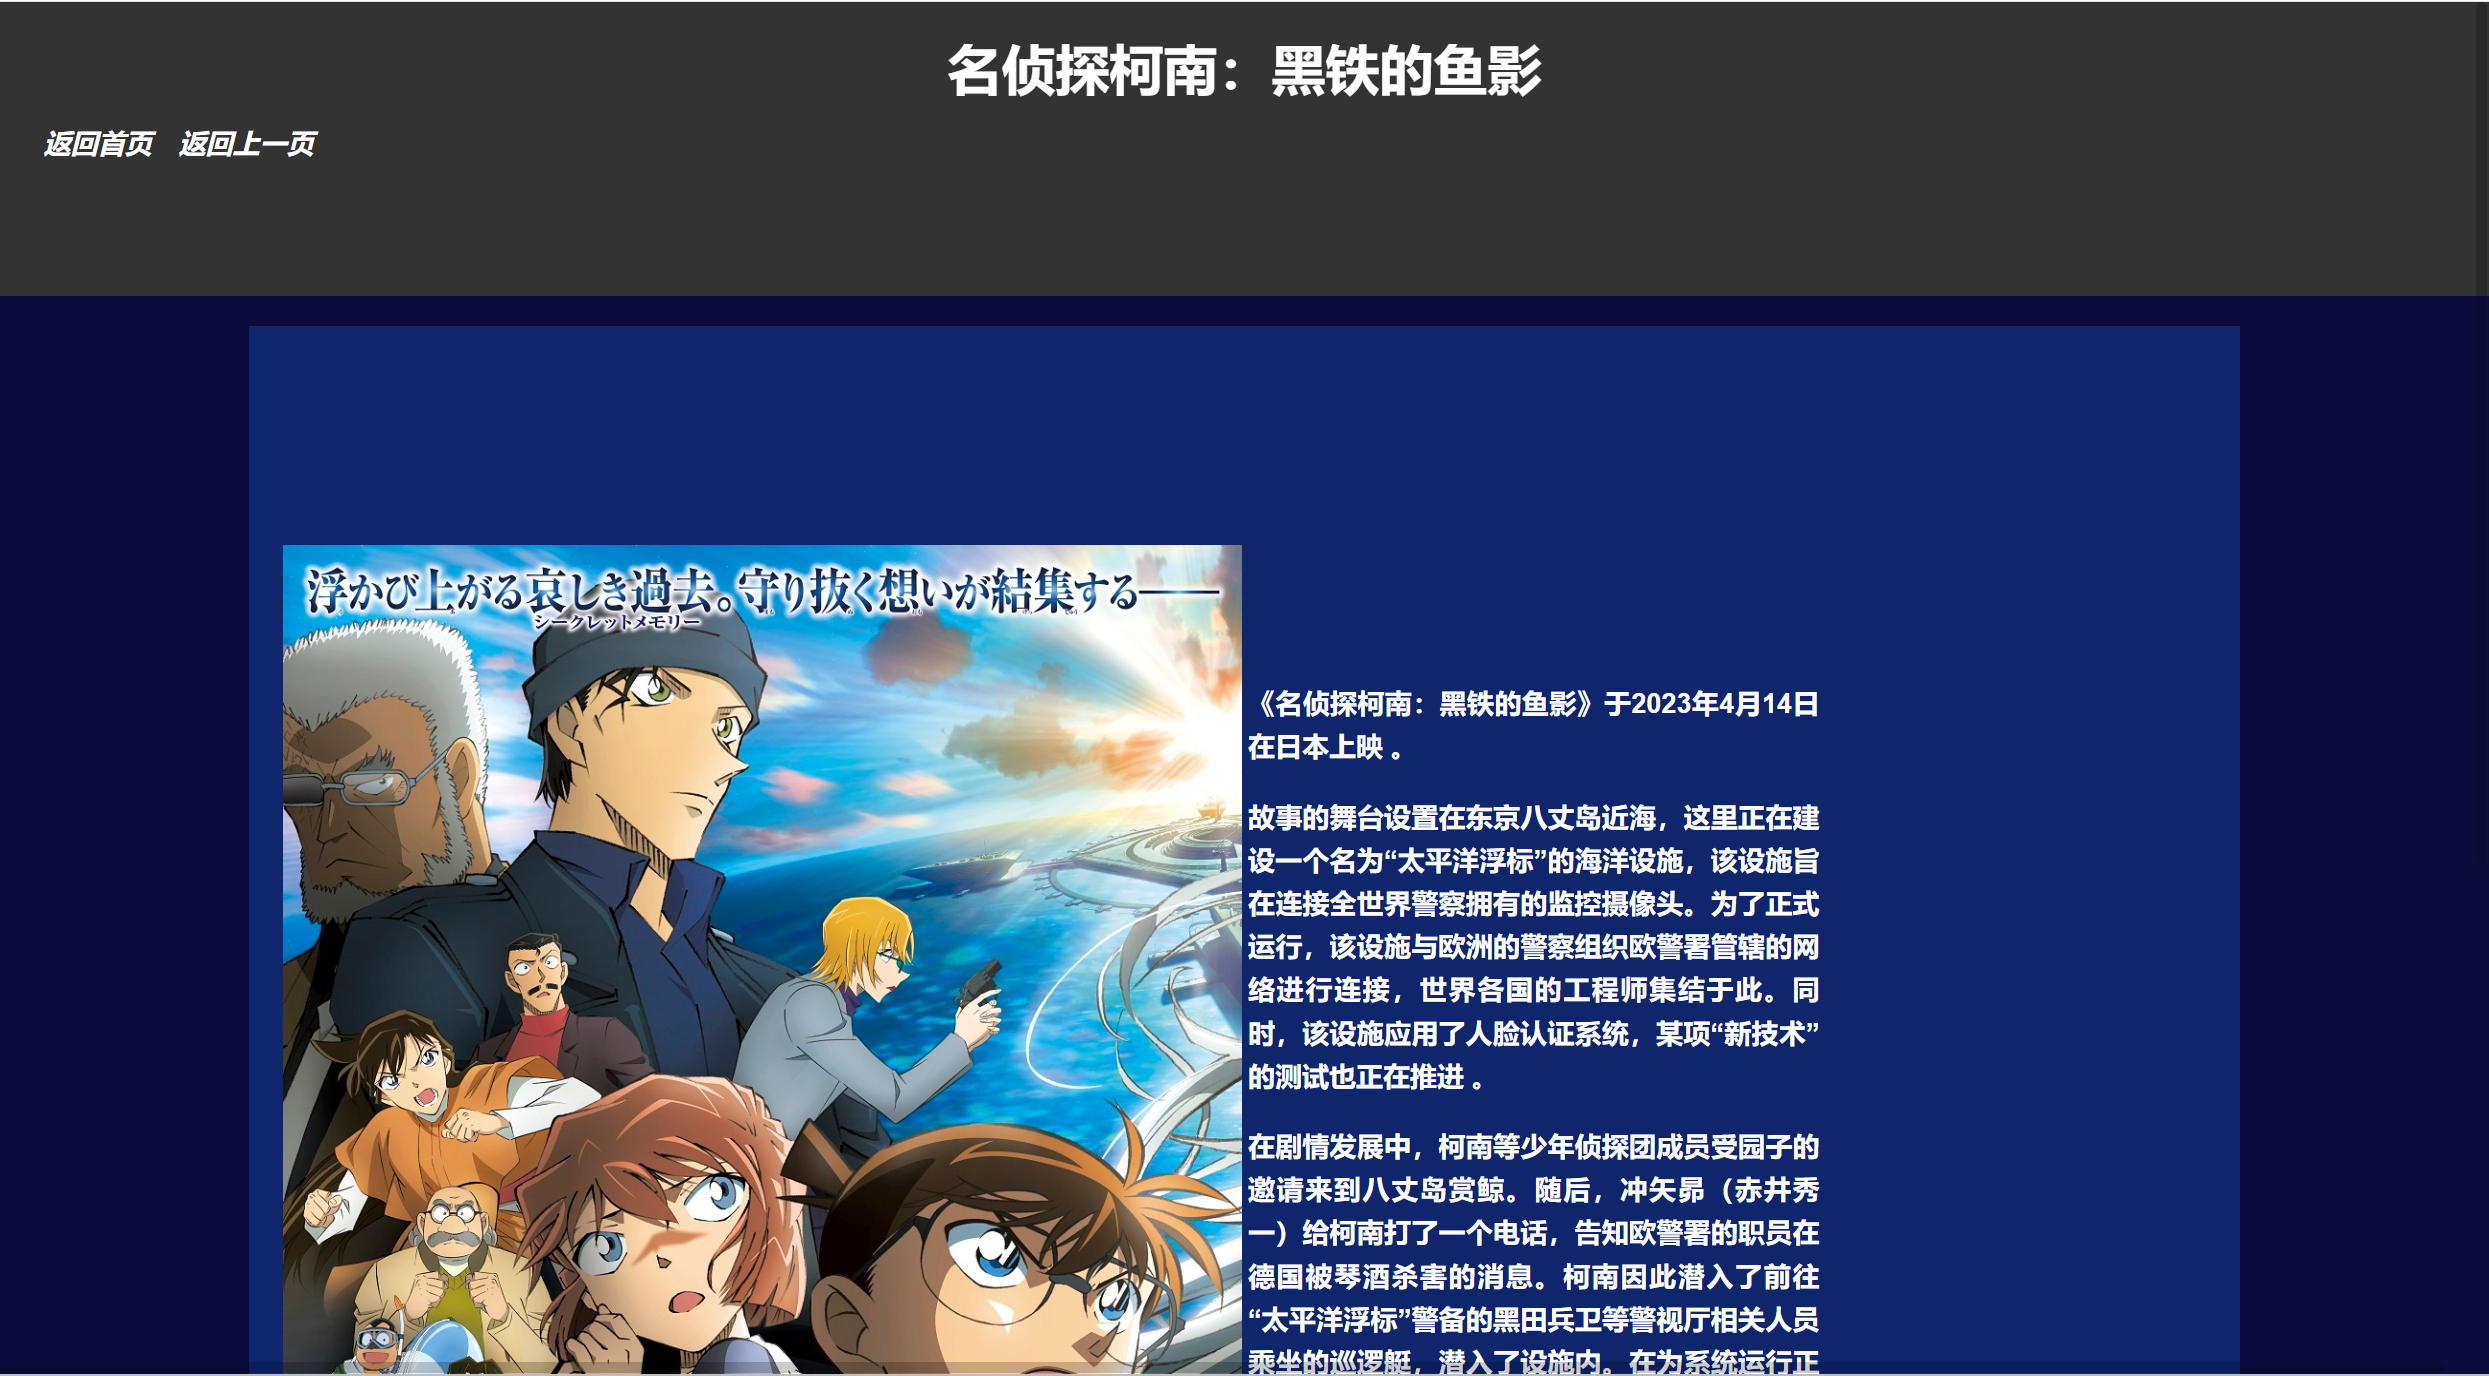 名侦探柯南：黑铁的鱼影
返回首页 返回上一页
浮かび上がる哀しき過去。守り抜く想いが結集する――
シークレットメモリー
《名侦探柯南：黑铁的鱼影》于2023年4月14日
在日本上映 。
故事的舞台设置在东京八丈岛近海，这里正在建
设一个名为“太平洋浮标”的海洋设施，该设施旨
在连接全世界警察拥有的监控摄像头。为了正式
运行，该设施与欧洲的警察组织欧警署管辖的网
络进行连接，世界各国的工程师集结于此。同
时，该设施应用了人脸认证系统，某项“新技术”
的测试也正在推进 。
在剧情发展中，柯南等少年侦探团成员受园子的
邀请来到八丈岛赏鲸。随后，冲矢昴（赤井秀
一）给柯南打了一个电话，告知欧警署的职员在
德国被琴酒杀害的消息。柯南因此潜入了前往
“太平洋浮标”警备的黑田兵卫等警视厅相关人员
乘坐的巡逻艇，潜入了设施内。在为系统运行正